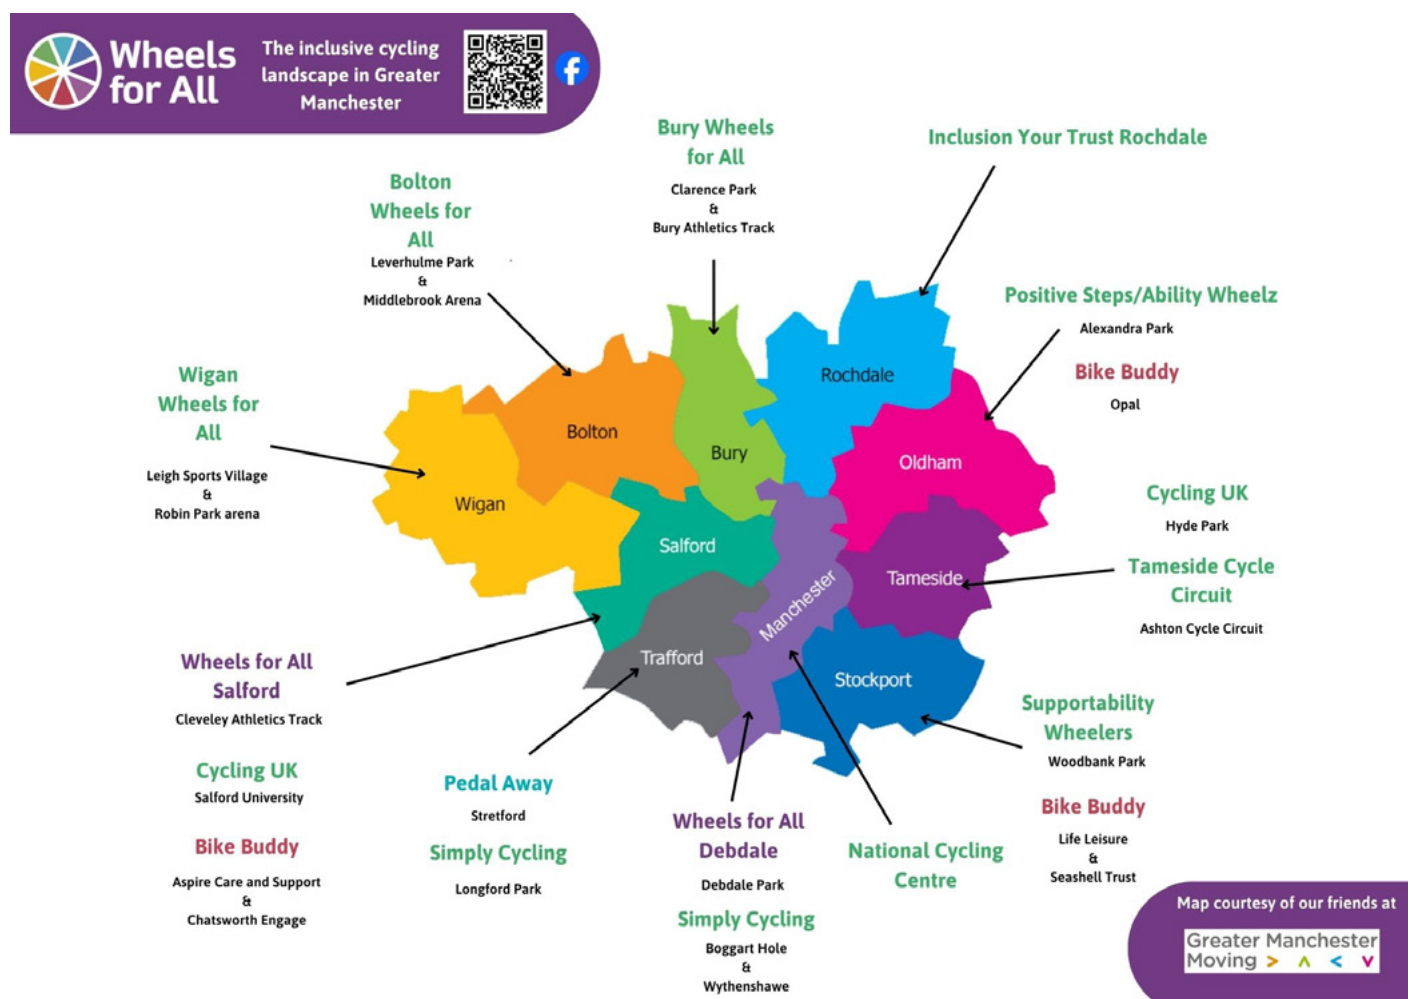 Wheels
for All
The inclusive cycling
landscape in Greater
Manchester
f
Bury Wheels
for All
Clarence Park
&
Bury Athletics Track
Inclusion Your Trust Rochdale
Bolton
Wheels for
All
Leverhulme Park
&
Middlebrook Arena
Positive Steps/Ability Wheelz
Alexandra Park
Bike Buddy
Opal
Wigan
Wheels for
All
Leigh Sports Village
&
Robin Park arena
Rochdale
Bolton
Bury
Oldham
Wigan
Salford
Tameside
Manchester
Trafford
Stockport
Cycling UK
Hyde Park
Tameside Cycle
Circuit
Ashton Cycle Circuit
Wheels for All
Salford
Cleveley Athletics Track
Cycling UK
Salford University
Bike Buddy
Aspire Care and Support
&
Chatsworth Engage
Pedal Away
Stretford
Simply Cycling
Longford Park
Wheels for All
Debdale
Debdale Park
Simply Cycling
Boggart Hole
&
Wythenshawe
National Cycling
Centre
Supportability
Wheelers
Woodbank Park
Bike Buddy
Life Leisure
&
Seashell Trust
Map courtesy of our friends at
Greater Manchester
Moving